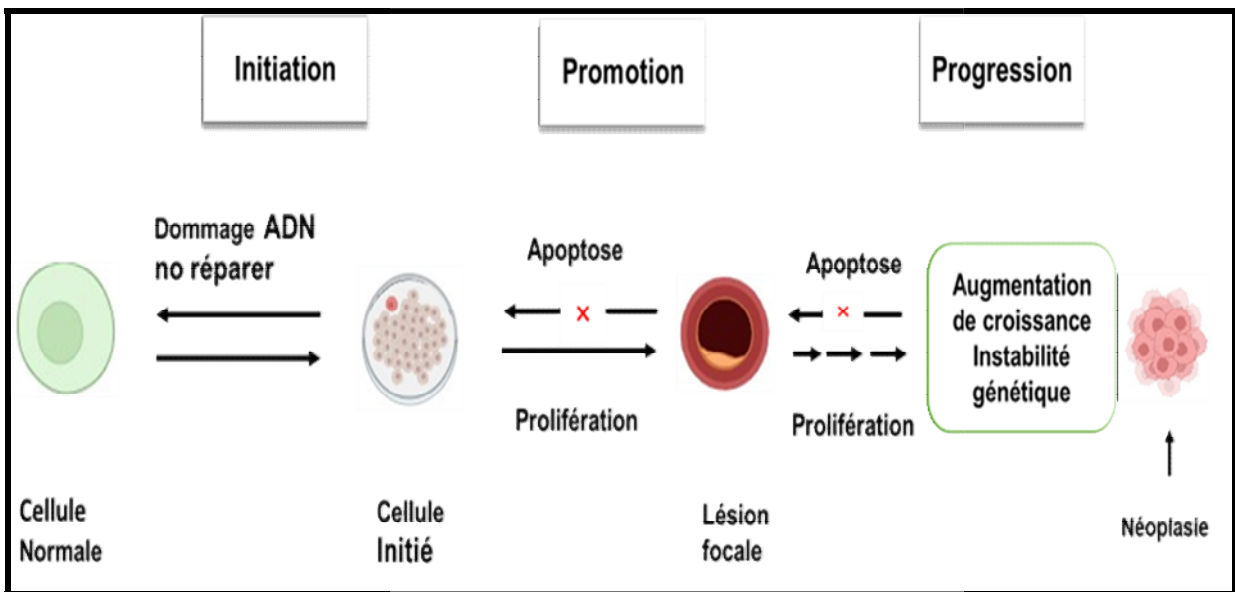 Initiation
Promotion
Progression
Dommage ADN
no réparer
Apoptose
Apoptose
Augmentation
de croissance
Instabilité
génétique
Prolifération
Prolifération
Cellule
Normale
Cellule
Initié
Lésion
focale
Néoplasie